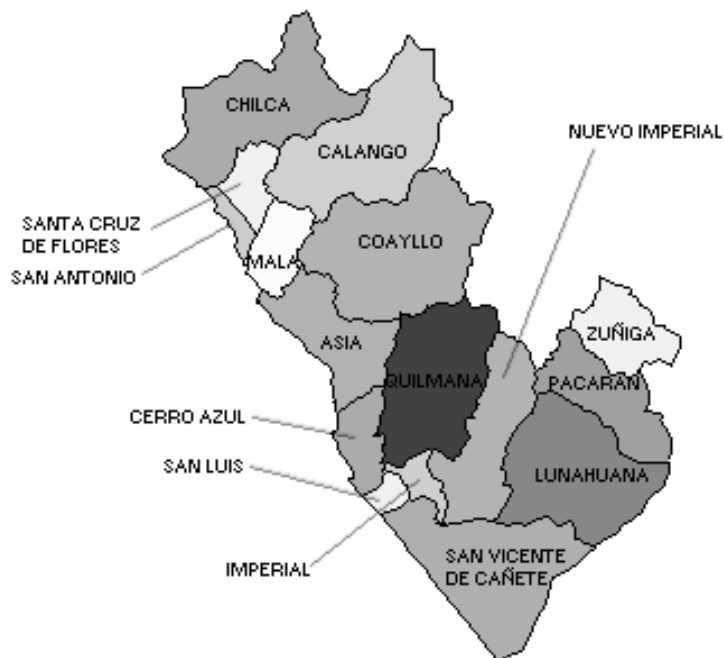 CHILCA
NUEVO IMPERIAL
CALANGO
SANTA CRUZ
DE FLORES
COAYLLO
MALA
SAN ANTONIO
ZUÑIGA
ASIA
QUILMANA
PACARAN
CERRO AZUL
SAN LUIS
LUNAHUANA
IMPERIAL
SAN VICENTE
DE CAÑETE